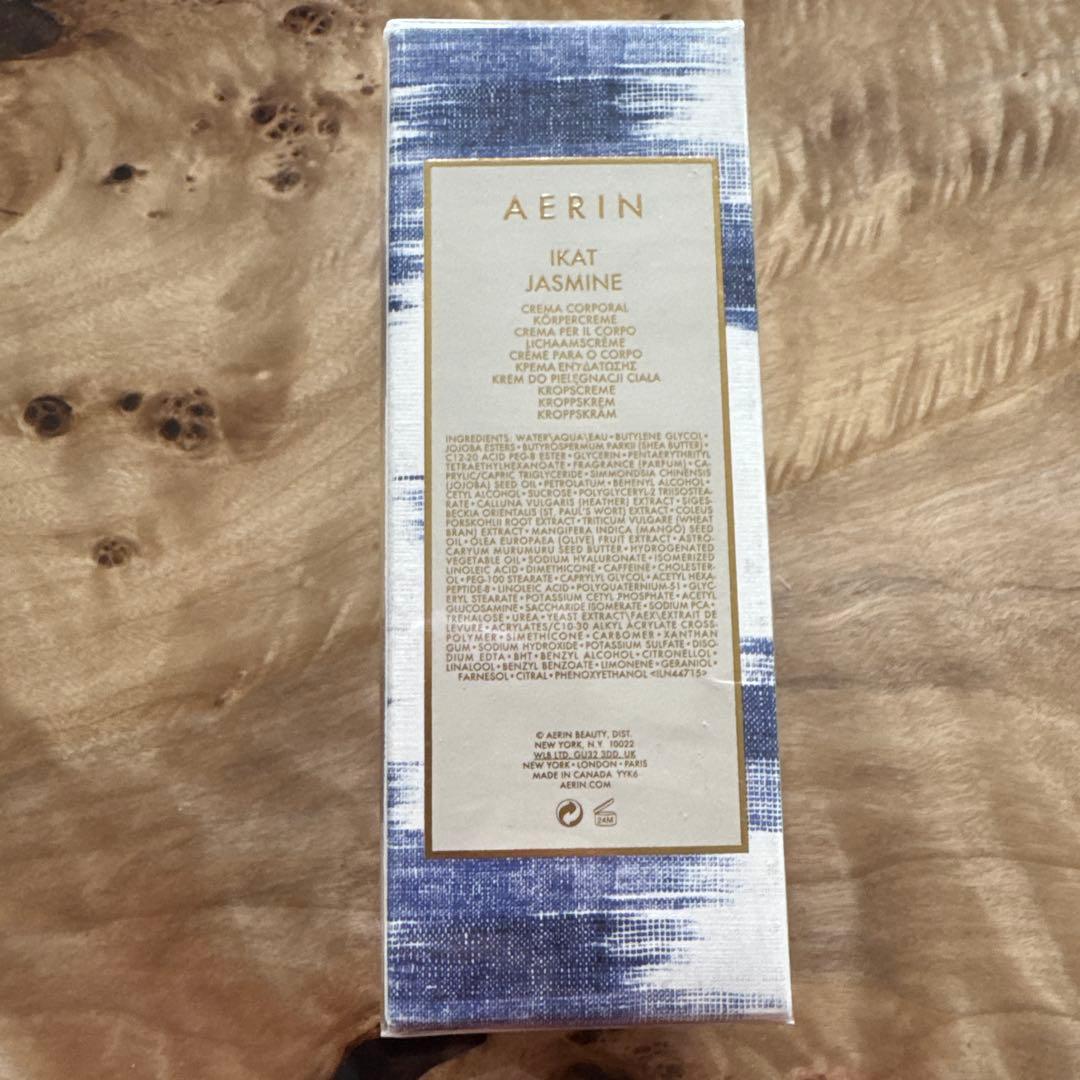 AERIN
IKAT
JASMINE
CREMA CORPORAL
KÖRPERCREME
CREMA PER IL CORPO
LICHAAMSCRÈME
CREME PARA O CORPO
ΚΡΕΜΑ ΕΝΥΔΑΤΩΣΗΣ
KREM DO PIELĘGNACJI CIAŁA
KROPSCREME
KROPPSKREM
KROPPSKRÄM
INGREDIENTS: WATER\AQUA\EAU • BUTYLENE GLYCOL •
JOJOBA ESTERS • BUTYROSPERMUM PARKII (SHEA BUTTER) •
C12-20 ACID PEG-8 ESTER • GLYCERIN • PENTAERYTHRITYL
TETRAETHYLHEXANOATE • FRAGRANCE (PARFUM) • CA-
PRYLIC/CAPRIC TRIGLYCERIDE • SIMMONDSIA CHINENSIS
(JOJOBA) SEED OIL • PETROLATUM • BEHENYL ALCOHOL •
CETYL ALCOHOL • SUCROSE • POLYGLYCERYL-2 TRIISOSTEA-
RATE • CALLUNA VULGARIS (HEATHER) EXTRACT • SIGES-
BECKIA ORIENTALIS (ST. PAUL'S WORT) EXTRACT • COLEUS
FORSKOHLII ROOT EXTRACT • TRITICUM VULGARE (WHEAT
BRAN) EXTRACT • MANGIFERA INDICA (MANGO) SEED
OIL • OLEA EUROPAEA (OLIVE) FRUIT EXTRACT • ASTRO-
CARYUM MURUMURU SEED BUTTER • HYDROGENATED
VEGETABLE OIL • SODIUM HYALURONATE • ISOMERIZED
LINOLEIC ACID • DIMETHICONE • CAFFEINE • CHOLESTER-
OL • PEG-100 STEARATE • CAPRYLYL GLYCOL • ACETYL HEXA-
PEPTIDE-8 • LINOLEIC ACID • POLYQUATERNIUM-51 • GLYC-
ERYL STEARATE • POTASSIUM CETYL PHOSPHATE • ACETYL
GLUCOSAMINE • SACCHARIDE ISOMERATE • SODIUM PCA •
TREHALOSE • UREA • YEAST EXTRACT\FAEX\EXTRAIT DE
LEVURE • ACRYLATES/C10-30 ALKYL ACRYLATE CROSS-
POLYMER • SIMETHICONE • CARBOMER • XANTHAN
GUM • SODIUM HYDROXIDE • POTASSIUM SULFATE • DISO-
DIUM EDTA • BHT • BENZYL ALCOHOL • CITRONELLOL •
LINALOOL • BENZYL BENZOATE • LIMONENE • GERANIOL •
FARNESOL • CITRAL • PHENOXYETHANOL <ILN44715>
© AERIN BEAUTY, DIST.
NEW YORK, N.Y. 10022
WLB LTD. GU32 3DD, UK
NEW YORK • LONDON • PARIS
MADE IN CANADA YYK6
AERIN.COM
24M